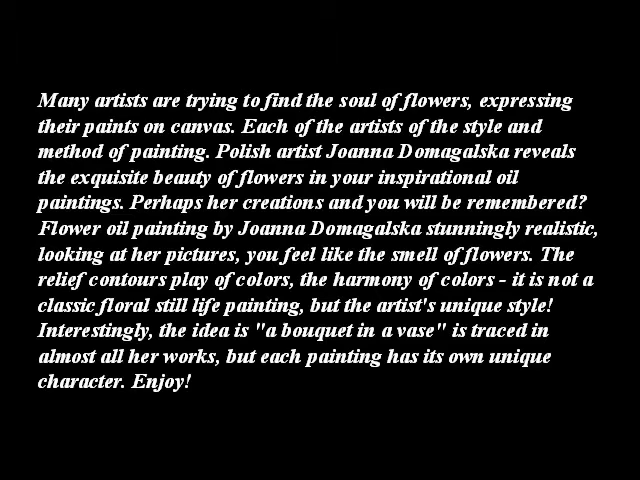 Many artists are trying to find the soul of flowers, expressing
their paints on canvas. Each of the artists of the style and
method of painting. Polish artist Joanna Domagalska reveals
the exquisite beauty of flowers in your inspirational oil
paintings. Perhaps her creations and you will be remembered?
Flower oil painting by Joanna Domagalska stunningly realistic,
looking at her pictures, you feel like the smell of flowers. The
relief contours play of colors, the harmony of colors - it is not a
classic floral still life painting, but the artist's unique style!
Interestingly, the idea is "a bouquet in a vase" is traced in
almost all her works, but each painting has its own unique
character. Enjoy!